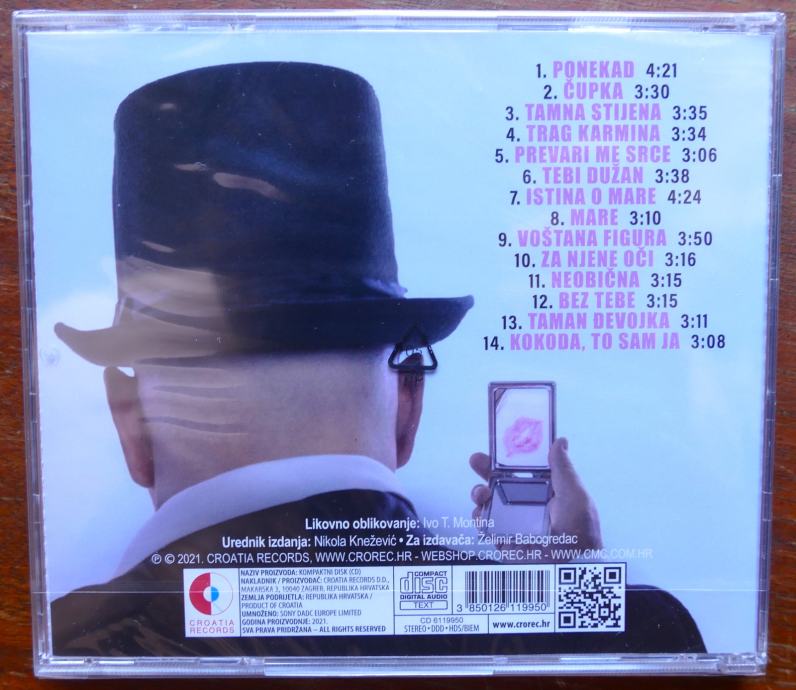 1. PONEKAD 4:21
2. ČUPKA 3:30
3. TAMNA STIJENA 3:35
4. TRAG KARMINA 3:34
5. PREVARI ME SRCE 3:06
6. TEBI DUŽAN 3:38
7. ISTINA O MARE 4:24
8. MARE 3:10
9. VOŠTANA FIGURA 3:50
10. ZA NJENE OČI 3:16
11. NEOBIČNA 3:15
12. BEZ TEBE 3:15
13. TAMAN ĐEVOJKA 3:11
14. KOKODA, TO SAM JA 3:08
Likovno oblikovanje: Ivo T. Montina
Urednik izdanja: Nikola Knežević • Za izdavača: Želimir Babogredac
℗ © 2021. CROATIA RECORDS, WWW.CROREC.HR - WEBSHOP.CROREC.HR - WWW.CMC.COM.HR
CROATIA
RECORDS
NAZIV PROIZVODA: KOMPAKTNI DISK (CD)
NAKLADNIK / PROIZVOĐAČ: CROATIA RECORDS D.D.,
MAKARSKA 3, 10040 ZAGREB, REPUBLIKA HRVATSKA
ZEMLJA PODRIJETLA: REPUBLIKA HRVATSKA /
PRODUCT OF CROATIA
UMNOŽENO: SONY DADC EUROPE LIMITED
GODINA PROIZVODNJE: 2021.
SVA PRAVA PRIDRŽANA – ALL RIGHTS RESERVED
COMPACT
disc
DIGITAL AUDIO
TEXT
CD 6119950
STEREO • DDD • HDS/BIEM
3 850126 119950
www.crorec.hr